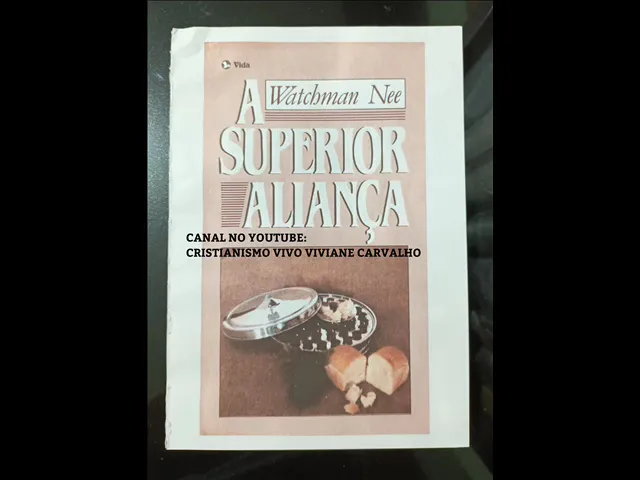 Vida
Watchman Nee
A
SUPERIOR
ALIANÇA
CANAL NO YOUTUBE:
CRISTIANISMO VIVO VIVIANE CARVALHO